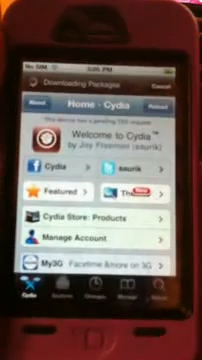 No SIM
3:05 PM
Downloading Packages
Cancel
About
Home - Cydia
Reload
This device has a pending TSS request
Welcome to Cydia™
by Jay Freeman (saurik)
Cydia
saurik
Featured
New
Cydia Store: Products
Manage Account
My3G
Facetime & more on 3G
Cydia
Sections
Changes
Manage
Search